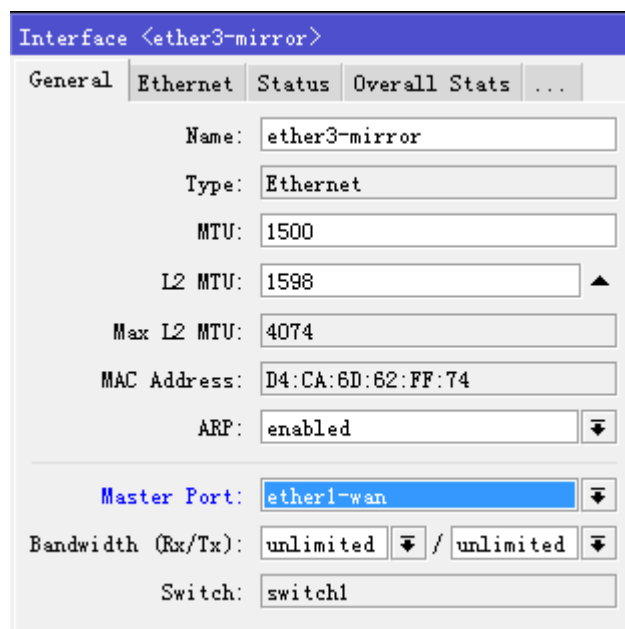 Interface <ether3-mirror>
General Ethernet Status Overall Stats ...
Name: ether3-mirror
Type: Ethernet
MTU: 1500
L2 MTU: 1598
Max L2 MTU: 4074
MAC Address: D4:CA:6D:62:FF:74
ARP: enabled
Master Port: ether1-wan
Bandwidth (Rx/Tx): unlimited / unlimited
Switch: switch1